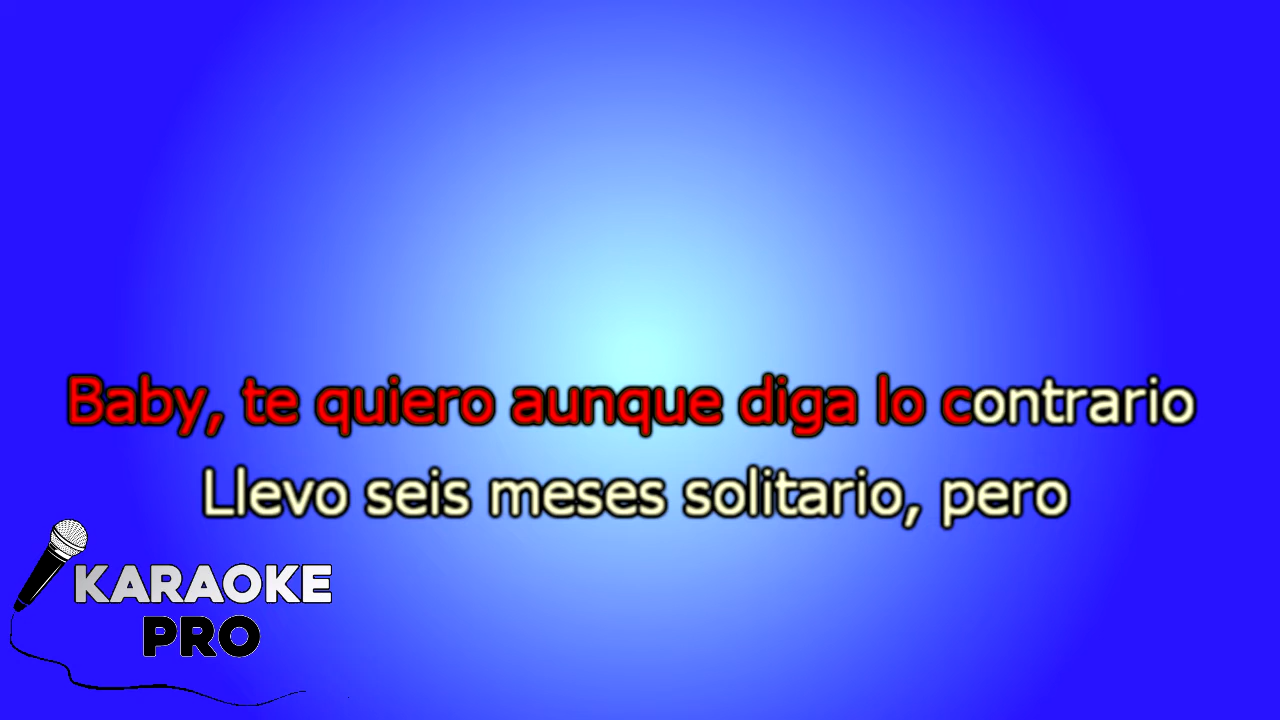 Baby, te quiero aunque diga lo contrario
Llevo seis meses solitario, pero
KARAOKE
PRO